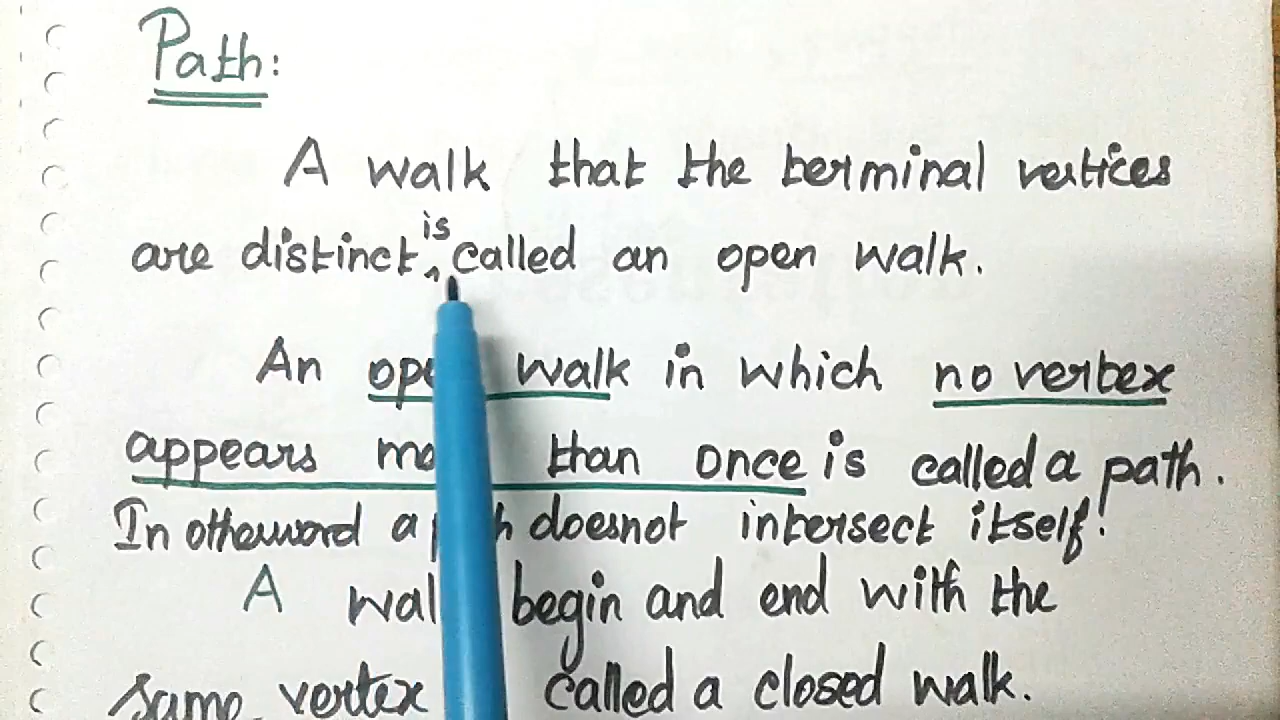 Path:
A walk that the terminal vertices
are distinct is called an open walk.
An walk in which no vertex
appears than once is called a path.
In otherword a doesnot intersect itself!
A begin and end with the
same vertex called a closed walk.